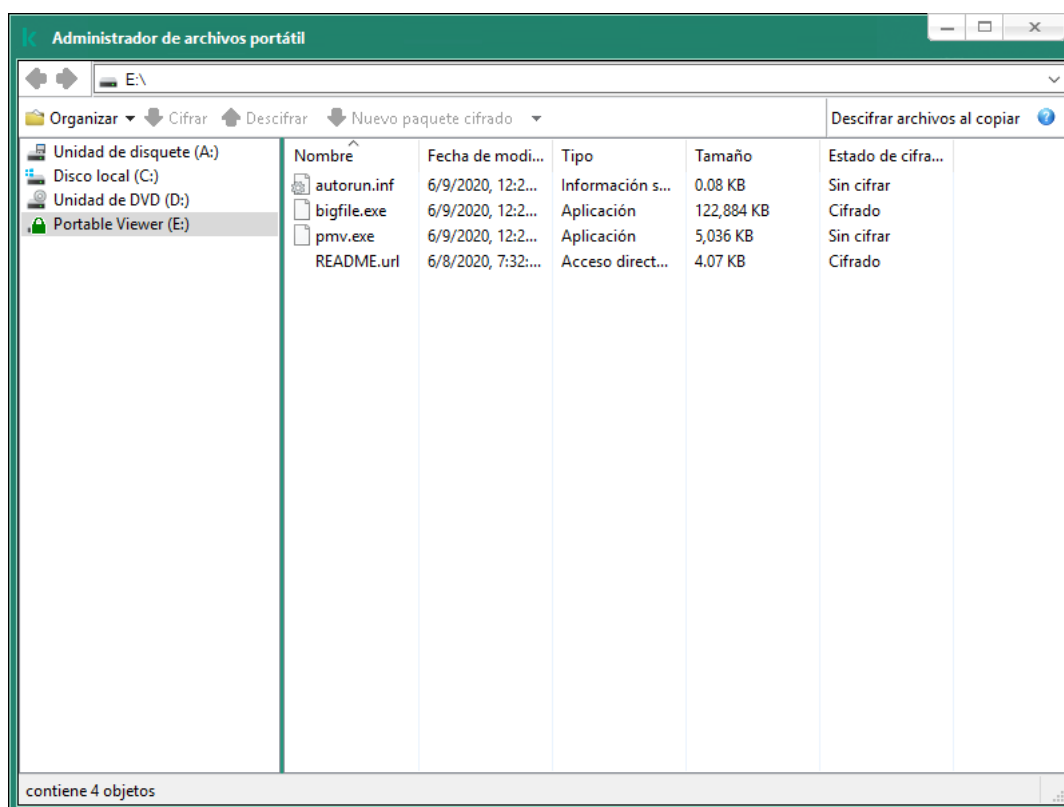 Administrador de archivos portátil
E:\
Organizar Cifrar Descifrar Nuevo paquete cifrado Descifrar archivos al copiar
Unidad de disquete (A:)
Disco local (C:)
Unidad de DVD (D:)
Portable Viewer (E:)
Nombre Fecha de modi... Tipo Tamaño Estado de cifra...
autorun.inf 6/9/2020, 12:2... Información s... 0.08 KB Sin cifrar
bigfile.exe 6/9/2020, 12:2... Aplicación 122,884 KB Cifrado
pmv.exe 6/9/2020, 12:2... Aplicación 5,036 KB Sin cifrar
README.url 6/8/2020, 7:32:... Acceso direct... 4.07 KB Cifrado
contiene 4 objetos